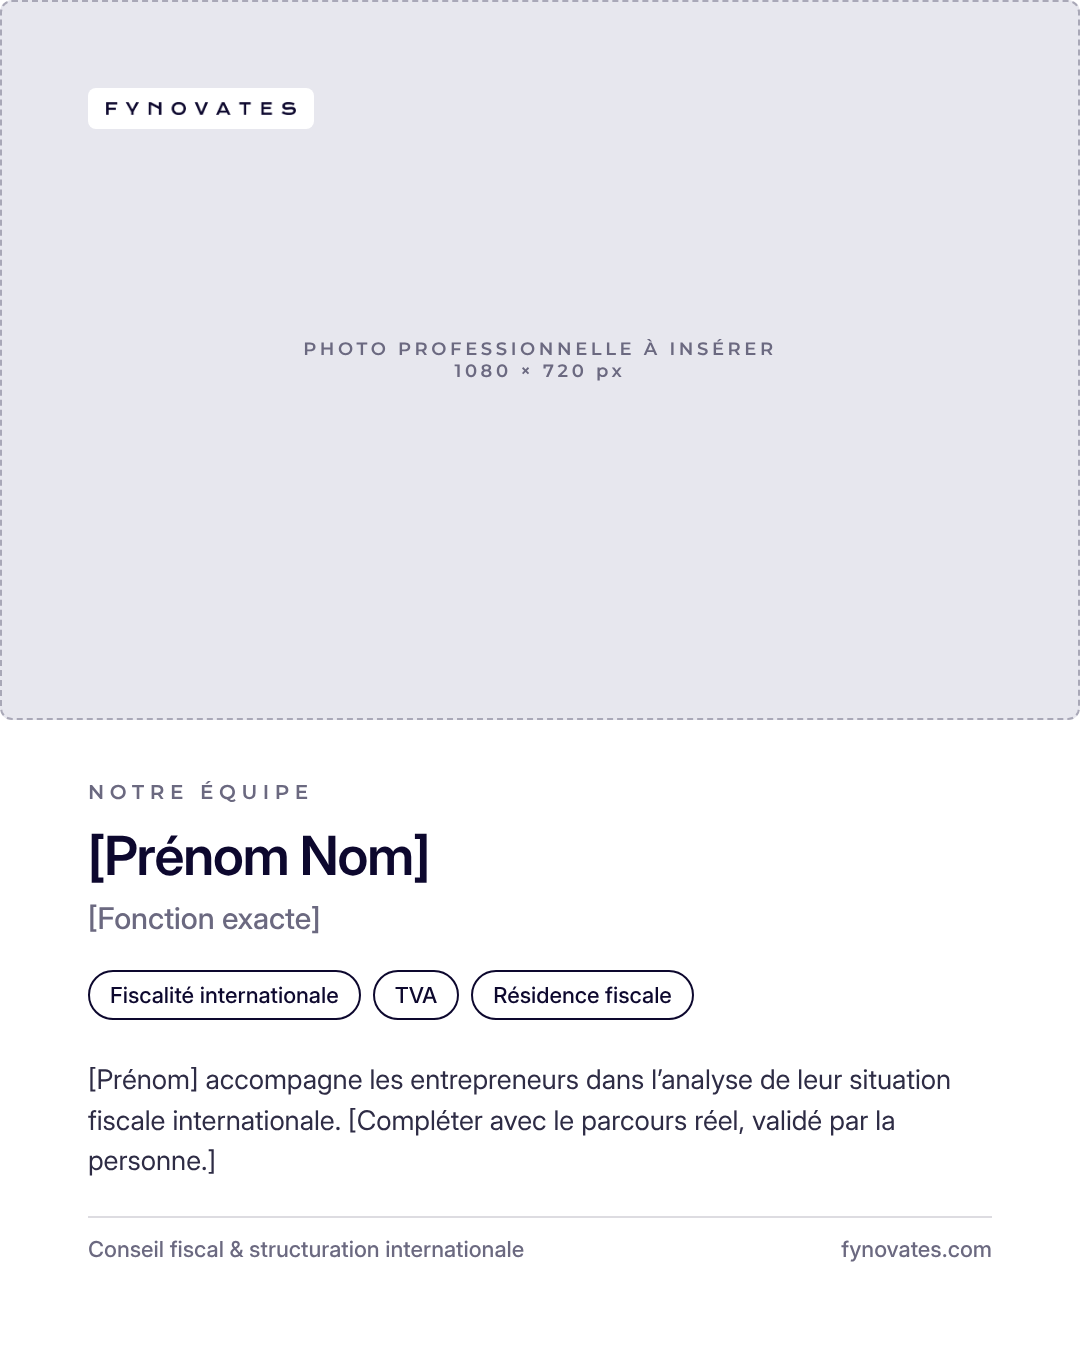 FYNOVATES
PHOTO PROFESSIONNELLE À INSÉRER
1080 × 720 px
NOTRE ÉQUIPE
[Prénom Nom]
[Fonction exacte]
Fiscalité internationale
TVA
Résidence fiscale
[Prénom] accompagne les entrepreneurs dans l’analyse de leur situation
fiscale internationale. [Compléter avec le parcours réel, validé par la
personne.]
Conseil fiscal & structuration internationale
fynovates.com